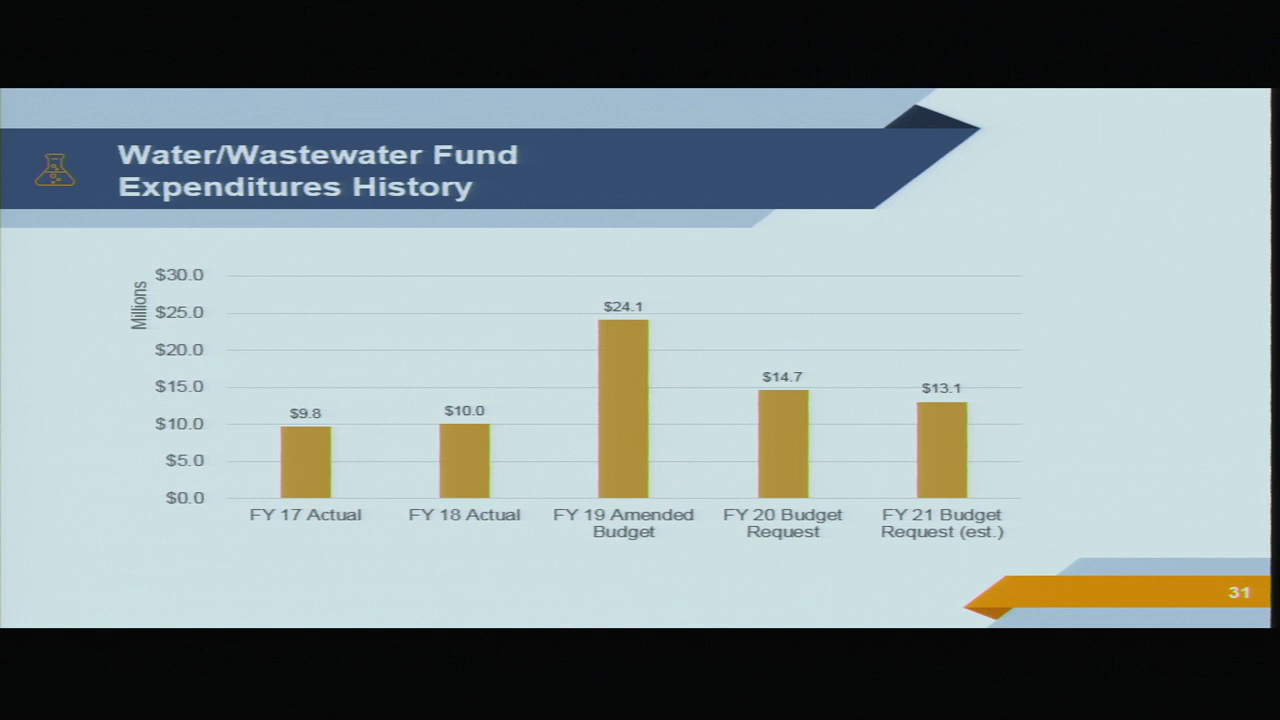 Water/Wastewater Fund
Expenditures History
Millions
$30.0
$25.0
$20.0
$15.0
$10.0
$5.0
$0.0
$9.8
$10.0
$24.1
$14.7
$13.1
FY 17 Actual
FY 18 Actual
FY 19 Amended
Budget
FY 20 Budget
Request
FY 21 Budget
Request (est.)
31